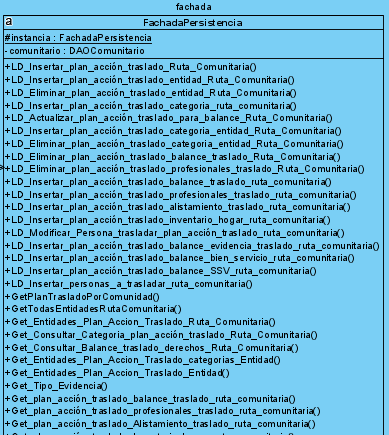 fachada
a
FachadaPersistencia
#instancia : FachadaPersistencia
-comunitario : DAOComunitario
+LD_Insertar_plan_acción_traslado_Ruta_Comunitaria()
+LD_Insertar_plan_acción_traslado_entidad_Ruta_Comunitaria()
+LD_Eliminar_plan_acción_traslado_entidad_Ruta_Comunitaria()
+LD_Insertar_plan_acción_traslado_categoria_ruta_comunitaria()
+LD_Actualizar_plan_acción_traslado_para_balance_Ruta_Comunitaria()
+LD_Insertar_plan_acción_traslado_categoria_entidad_Ruta_Comunitaria()
+LD_Eliminar_plan_acción_traslado_categoria_entidad_Ruta_Comunitaria()
+LD_Eliminar_plan_acción_traslado_balance_traslado_Ruta_Comunitaria()
+LD_Eliminar_plan_acción_traslado_profesionales_traslado_Ruta_Comunitaria()
+LD_Insertar_plan_acción_traslado_balance_traslado_ruta_comunitaria()
+LD_Insertar_plan_acción_traslado_profesionales_traslado_ruta_comunitaria()
+LD_Insertar_plan_acción_traslado_alistamiento_traslado_ruta_comunitaria()
+LD_Insertar_plan_acción_traslado_inventario_hogar_ruta_comunitaria()
+LD_Modificar_Persona_trasladar_plan_acción_traslado_ruta_comunitaria()
+LD_Insertar_plan_acción_traslado_balance_evidencia_traslado_ruta_comunitaria()
+LD_Insertar_plan_acción_traslado_balance_bien_servicio_ruta_comunitaria()
+LD_Insertar_plan_acción_traslado_balance_SSV_ruta_comunitaria()
+LD_Insertar_personas_a_trasladar_ruta_comunitaria()
+GetPlanTrasladoPorComunidad()
+GetTodasEntidadesRutaComunitaria()
+Get_Entidades_Plan_Accion_Traslado_Ruta_Comunitaria()
+Get_Consultar_Categoria_plan_acción_traslado_Ruta_Comunitaria()
+Get_Consultar_Balance_traslado_derechos_Ruta_Comunitaria()
+Get_Entidades_Plan_Accion_Traslado_categorias_Entidad()
+Get_Entidades_Plan_Accion_Traslado_Entidad()
+Get_Tipo_Evidencia()
+Get_plan_acción_traslado_balance_traslado_ruta_comunitaria()
+Get_plan_acción_traslado_profesionales_traslado_ruta_comunitaria()
+Get_plan_acción_traslado_Alistamiento_traslado_ruta_comunitaria()